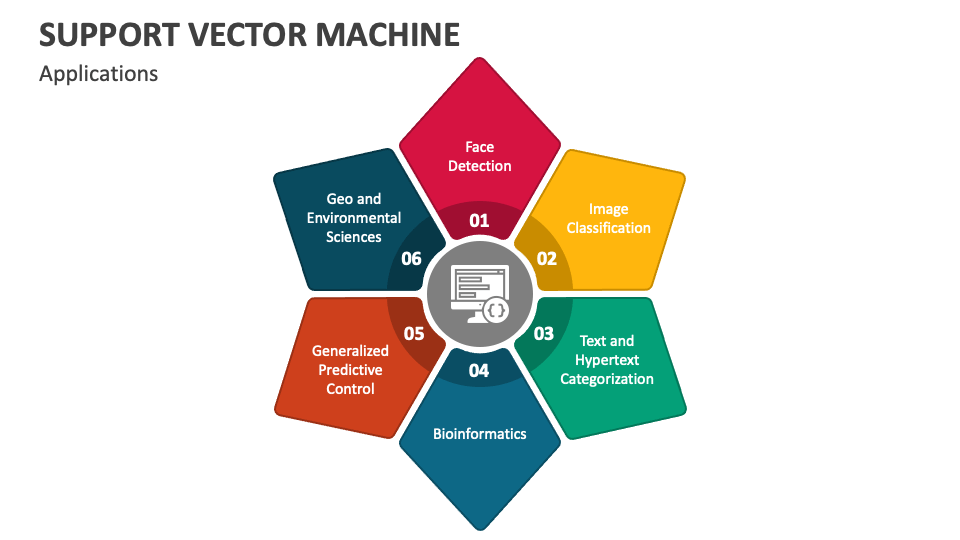 SUPPORT VECTOR MACHINE
Applications
Face
Detection
01
Image
Classification
02
Text and
Hypertext
Categorization
03
Bioinformatics
04
Generalized
Predictive
Control
05
Geo and
Environmental
Sciences
06
{}